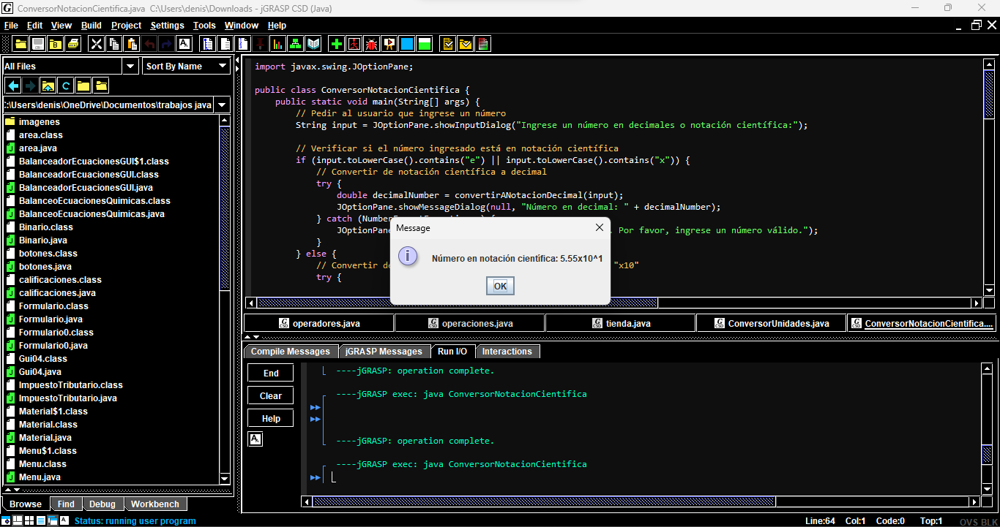 ConversorNotacionCientifica.java C:\Users\denis\Downloads - jGRASP CSD (Java)
File Edit View Build Project Settings Tools Window Help
All Files Sort By Name
:\Users\denis\OneDrive\Documentos\trabajos java
imagenes
area.class
area.java
BalanceadorEcuacionesGUI$1.class
BalanceadorEcuacionesGUI.class
BalanceadorEcuacionesGUI.java
BalanceoEcuacionesQuimicas.class
BalanceoEcuacionesQuimicas.java
Binario.class
Binario.java
botones.class
botones.java
calificaciones.class
calificaciones.java
Formulario.class
Formulario.java
Formulario0.class
Formulario0.java
Gui04.class
Gui04.java
ImpuestoTributario.class
ImpuestoTributario.java
Material$1.class
Material.class
Material.java
Menu$1.class
Menu.class
Menu.java
Browse Find Debug Workbench
import javax.swing.JOptionPane;
public class ConversorNotacionCientifica {
public static void main(String[] args) {
// Pedir al usuario que ingrese un número
String input = JOptionPane.showInputDialog("Ingrese un número en decimales o notación científica:");
// Verificar si el número ingresado está en notación científica
if (input.toLowerCase().contains("e") || input.toLowerCase().contains("x")) {
// Convertir de notación científica a decimal
try {
double decimalNumber = convertirANotacionDecimal(input);
JOptionPane.showMessageDialog(null, "Número en decimal: " + decimalNumber);
} catch (Number
JOptionPane . Por favor, ingrese un número válido.");
}
} else {
// Convertir de "x10"
try {
Message
Número en notación científica: 5.55x10^1
OK
operadores.java operaciones.java tienda.java ConversorUnidades.java ConversorNotacionCientifica....
Compile Messages jGRASP Messages Run I/O Interactions
End
Clear
Help
----jGRASP: operation complete.
----jGRASP exec: java ConversorNotacionCientifica
----jGRASP: operation complete.
----jGRASP exec: java ConversorNotacionCientifica
Status: running user program
Line:64 Col:1 Code:0 Top:1 OVS BLK